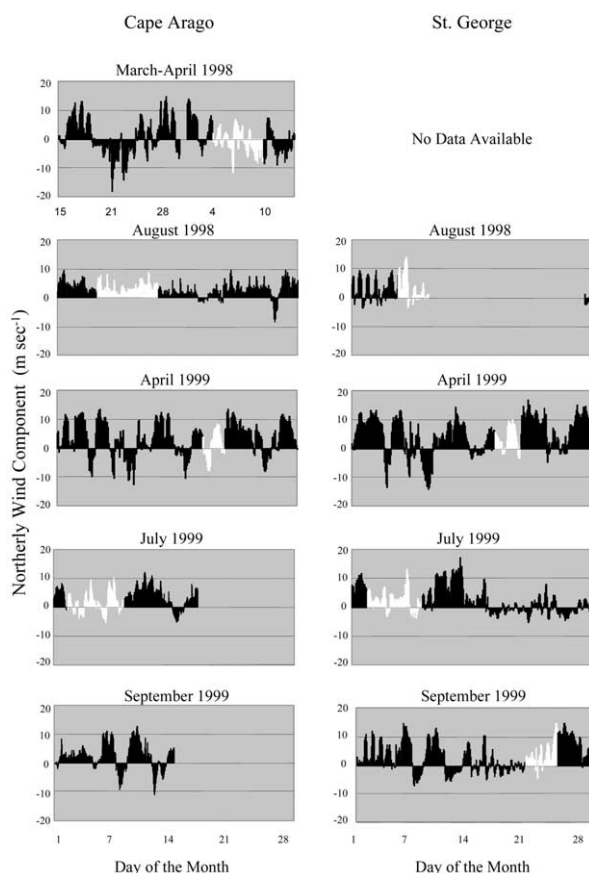 Cape Arago St. George
March-April 1998
20
10
0
-10
-20
15 21 28 4 10
No Data Available
August 1998 August 1998
20 20
10 10
0 0
-10 -10
-20 -20
April 1999 April 1999
20 20
10 10
0 0
-10 -10
-20 -20
July 1999 July 1999
20 20
10 10
0 0
-10 -10
-20 -20
September 1999 September 1999
20 20
10 10
0 0
-10 -10
-20 -20
1 7 14 21 28 1 7 14 21 28
Day of the Month Day of the Month
Northerly Wind Component (m sec-1)